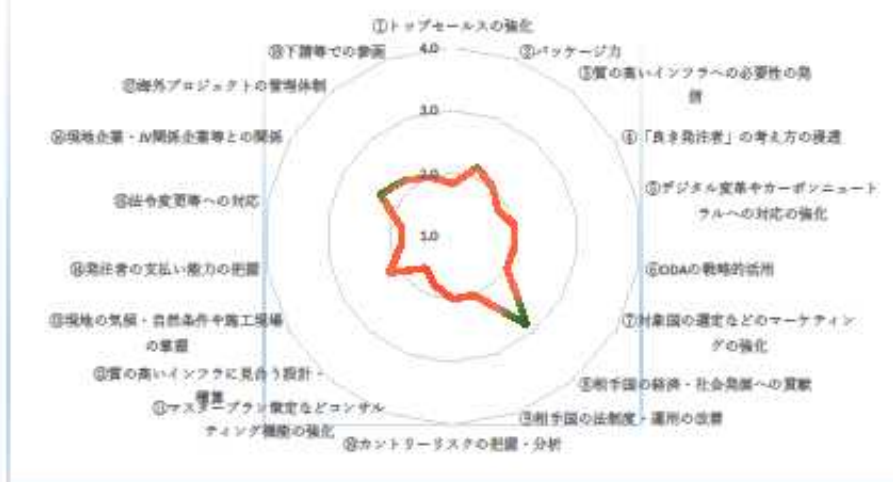 ①トップセールスの強化
4.0
②パッケージ力
③質の高いインフラへの必要性の発
信
④「良き発注者」の考え方の浸透
⑤デジタル変革やカーボンニュート
ラルへの対応の強化
⑥ODAの戦略的活用
⑦対象国の選定などのマーケティン
グの強化
⑧相手国の経済・社会発展への貢献
⑨相手国の法制度・運用の改善
⑩カントリーリスクの把握・分析
⑪マスタープラン策定などコンサル
ティング機能の強化
⑫質の高いインフラに見合う設計・
積算
⑬現地の気候・自然条件や施工現場
の掌握
⑭発注者の支払い能力の把握
⑮法令変更等への対応
⑯現地企業・JV関係企業等との関係
⑰海外プロジェクトの管理体制
⑱下請等での参画
3.0
2.0
1.0